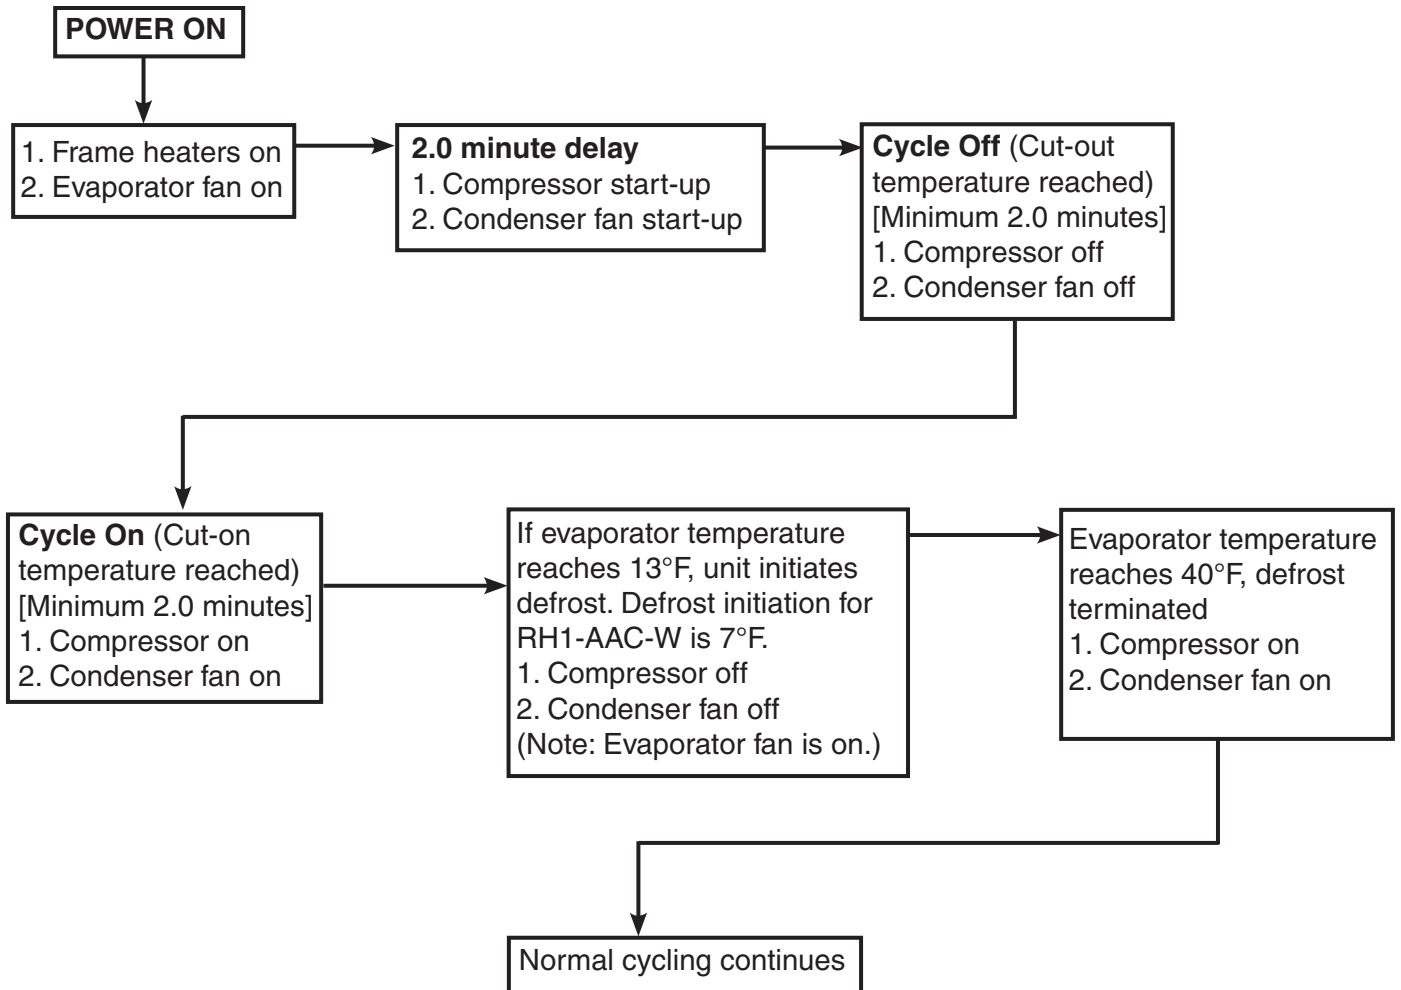 POWER ON
1. Frame heaters on
2. Evaporator fan on
2.0 minute delay
1. Compressor start-up
2. Condenser fan start-up
Cycle Off (Cut-out
temperature reached)
[Minimum 2.0 minutes]
1. Compressor off
2. Condenser fan off
Cycle On (Cut-on
temperature reached)
[Minimum 2.0 minutes]
1. Compressor on
2. Condenser fan on
If evaporator temperature
reaches 13°F, unit initiates
defrost. Defrost initiation for
RH1-AAC-W is 7°F.
1. Compressor off
2. Condenser fan off
(Note: Evaporator fan is on.)
Evaporator temperature
reaches 40°F, defrost
terminated
1. Compressor on
2. Condenser fan on
Normal cycling continues